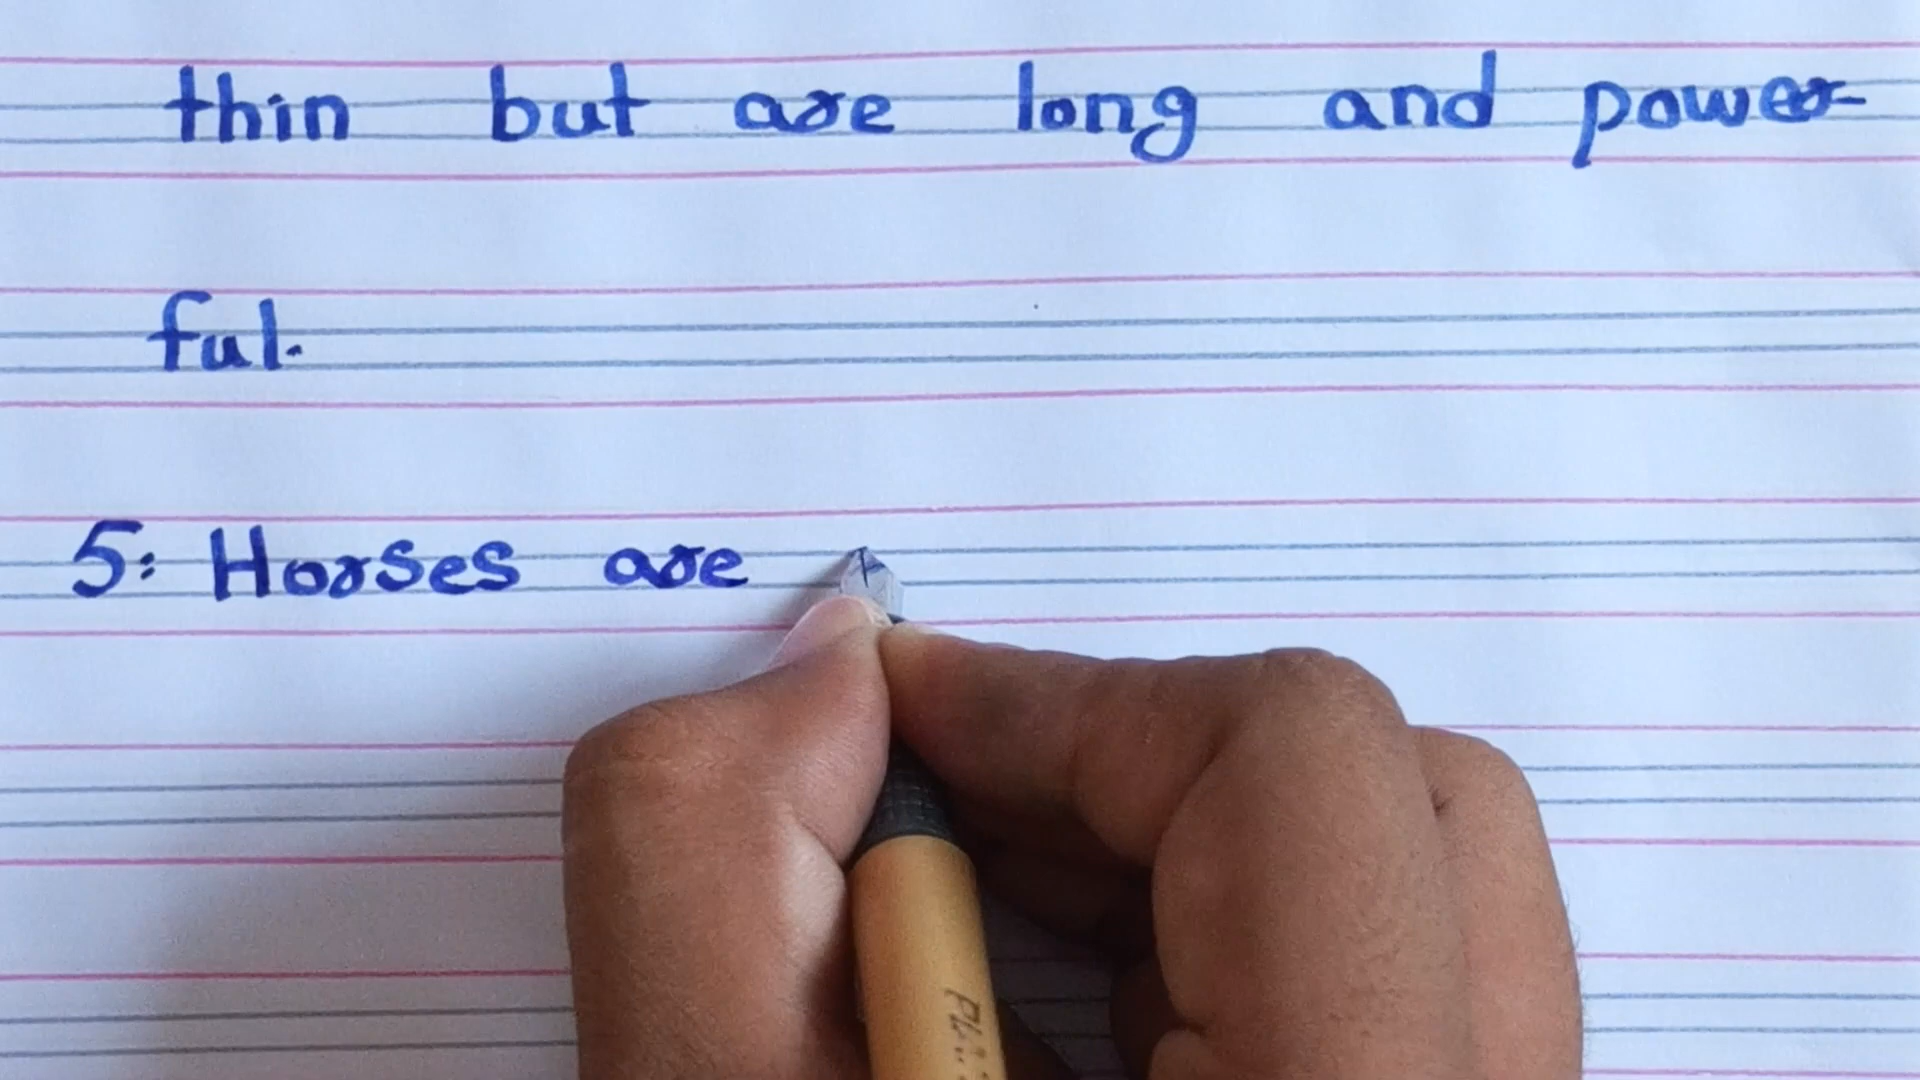 thin but are long and power-
ful.
5: Horses are